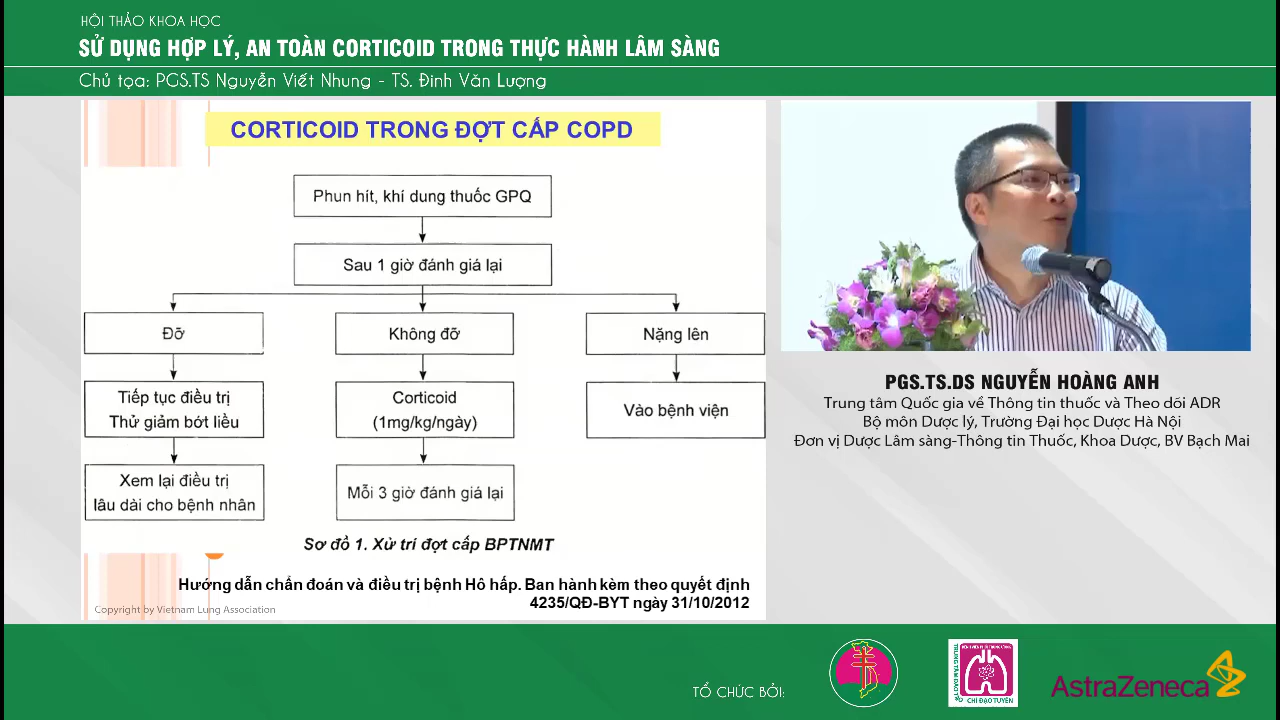 HỘI THẢO KHOA HỌC
SỬ DỤNG HỢP LÝ, AN TOÀN CORTICOID TRONG THỰC HÀNH LÂM SÀNG
Chủ tọa: PGS.TS Nguyễn Viết Nhung - TS. Đinh Văn Lượng
CORTICOID TRONG ĐỢT CẤP COPD
Phun hít, khí dung thuốc GPQ
Sau 1 giờ đánh giá lại
Đỡ
Không đỡ
Nặng lên
Tiếp tục điều trị
Thử giảm bớt liều
Corticoid
(1mg/kg/ngày)
Vào bệnh viện
Xem lại điều trị
lâu dài cho bệnh nhân
Mỗi 3 giờ đánh giá lại
Sơ đồ 1. Xử trí đợt cấp BPTNMT
Hướng dẫn chẩn đoán và điều trị bệnh Hô hấp. Ban hành kèm theo quyết định
4235/QĐ-BYT ngày 31/10/2012
Copyright by Vietnam Lung Association
PGS.TS.DS NGUYỄN HOÀNG ANH
Trung tâm Quốc gia về Thông tin thuốc và Theo dõi ADR
Bộ môn Dược lý, Trường Đại học Dược Hà Nội
Đơn vị Dược Lâm sàng-Thông tin Thuốc, Khoa Dược, BV Bạch Mai
TỔ CHỨC BỞI:
CHỈ ĐẠO TUYẾN
AstraZeneca